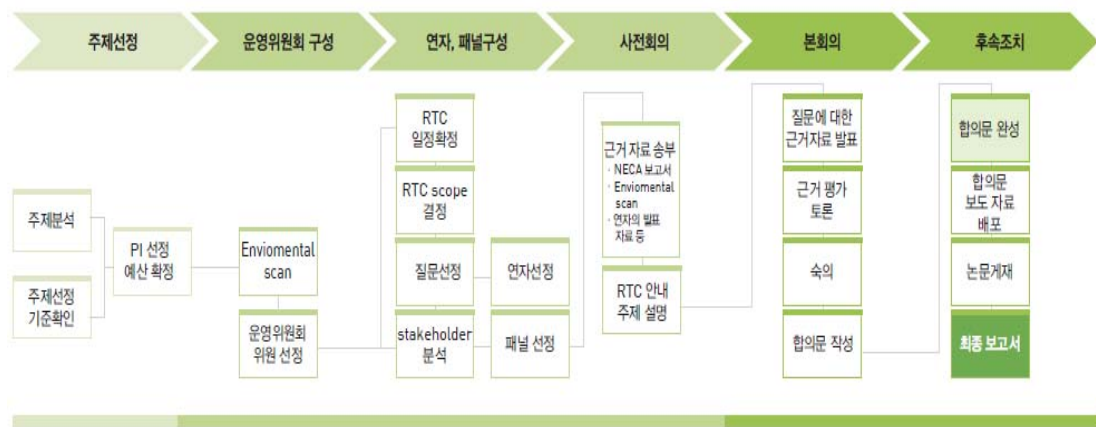 주제선정
운영위원회 구성
연자, 패널구성
사전회의
본회의
후속조치
주제분석
주제선정
기준확인
PI 선정
예산 확정
Enviomental
scan
운영위원회
위원 선정
RTC
일정확정
RTC scope
결정
질문선정
stakeholder
분석
연자선정
패널 선정
근거 자료 송부
· NECA 보고서
· Enviomental
scan
· 연자의 발표
자료 등
RTC 안내
주제 설명
질문에 대한
근거자료 발표
근거 평가
토론
숙의
합의문 작성
합의문 완성
합의문
보도 자료
배포
논문게재
최종 보고서